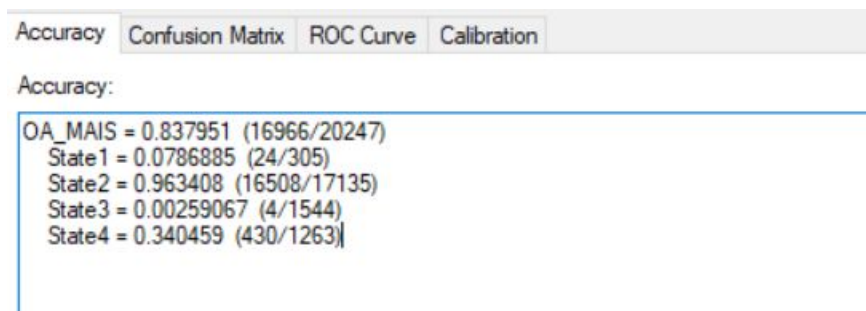 Accuracy Confusion Matrix ROC Curve Calibration
Accuracy:
OA_MAIS = 0.837951 (16966/20247)
State1 = 0.0786885 (24/305)
State2 = 0.963408 (16508/17135)
State3 = 0.00259067 (4/1544)
State4 = 0.340459 (430/1263)